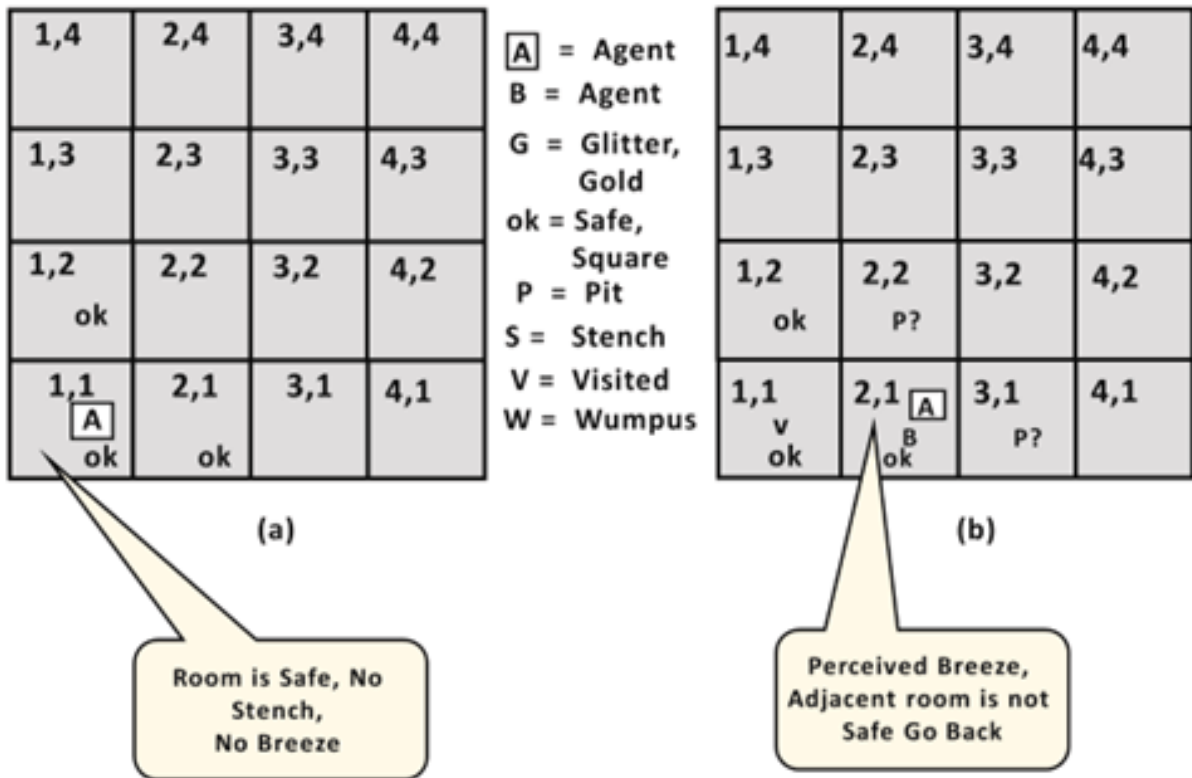 1,4 2,4 3,4 4,4
1,3 2,3 3,3 4,3
1,2 2,2 3,2 4,2
ok
1,1 2,1 3,1 4,1
A
ok ok
(a)
Room is Safe, No
Stench,
No Breeze
A = Agent
B = Agent
G = Glitter,
Gold
ok = Safe,
Square
P = Pit
S = Stench
V = Visited
W = Wumpus
1,4 2,4 3,4 4,4
1,3 2,3 3,3 4,3
1,2 2,2 3,2 4,2
ok P?
1,1 2,1 A 3,1 4,1
v B P?
ok ok
(b)
Perceived Breeze,
Adjacent room is not
Safe Go Back